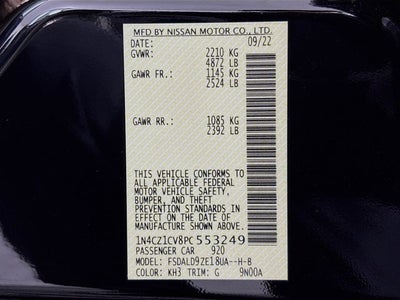 MFD BY NISSAN MOTOR CO., LTD.
DATE: 09/22
GVWR: 2210 KG
4872 LB
GAWR FR.: 1145 KG
2524 LB
GAWR RR.: 1085 KG
2392 LB
THIS VEHICLE CONFORMS TO
ALL APPLICABLE FEDERAL
MOTOR VEHICLE SAFETY,
BUMPER, AND THEFT
PREVENTION STANDARDS
IN EFFECT ON THE DATE OF
MANUFACTURE SHOWN ABOVE.
1N4CZ1CV8PC553249
PASSENGER CAR 920
MODEL: FSDALD9ZE18UA--H-B
COLOR: KH3 TRIM: G 9N00A